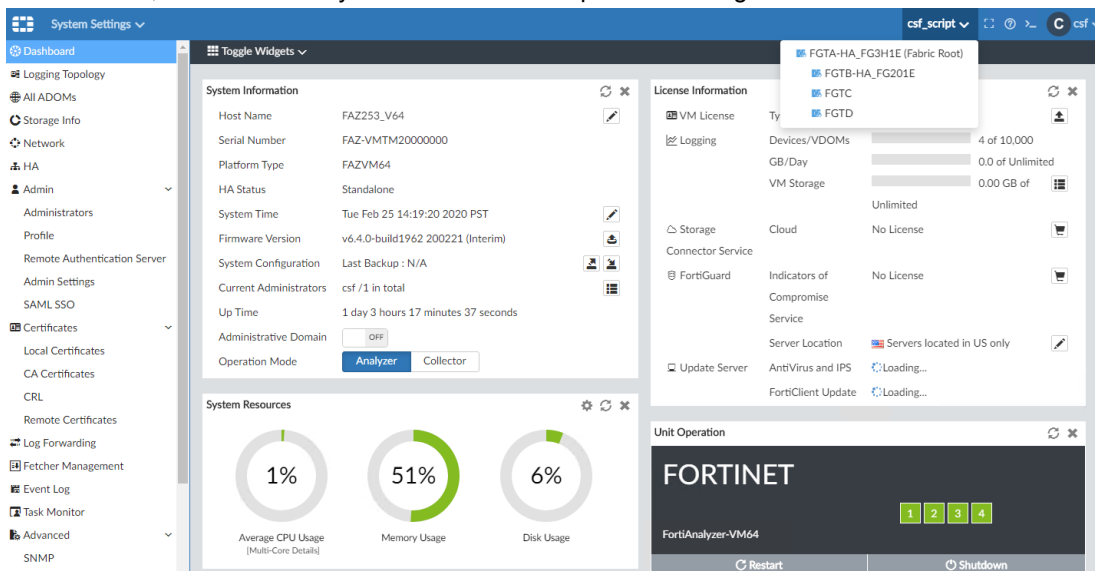 System Settings
csf_script
C csf
Dashboard
Toggle Widgets
FGTA-HA_FG3H1E (Fabric Root)
FGTB-HA_FG201E
FGTC
FGTD
Logging Topology
All ADOMs
Storage Info
Network
HA
Admin
Administrators
Profile
Remote Authentication Server
Admin Settings
SAML SSO
Certificates
Local Certificates
CA Certificates
CRL
Remote Certificates
Log Forwarding
Fetcher Management
Event Log
Task Monitor
Advanced
SNMP
System Information
Host Name FAZ253_V64
Serial Number FAZ-VMTM20000000
Platform Type FAZVM64
HA Status Standalone
System Time Tue Feb 25 14:19:20 2020 PST
Firmware Version v6.4.0-build1962 200221 (Interim)
System Configuration Last Backup : N/A
Current Administrators csf /1 in total
Up Time 1 day 3 hours 17 minutes 37 seconds
Administrative Domain OFF
Operation Mode Analyzer Collector
System Resources
1% 51% 6%
Average CPU Usage Memory Usage Disk Usage
[Multi-Core Details]
License Information
VM License Ty
Logging Devices/VDOMs 4 of 10,000
GB/Day 0.0 of Unlimited
VM Storage 0.00 GB of
Unlimited
Storage Cloud No License
Connector Service
FortiGuard Indicators of No License
Compromise
Service
Server Location Servers located in US only
Update Server AntiVirus and IPS Loading...
FortiClient Update Loading...
Unit Operation
FORTINET
1 2 3 4
FortiAnalyzer-VM64
Restart Shutdown